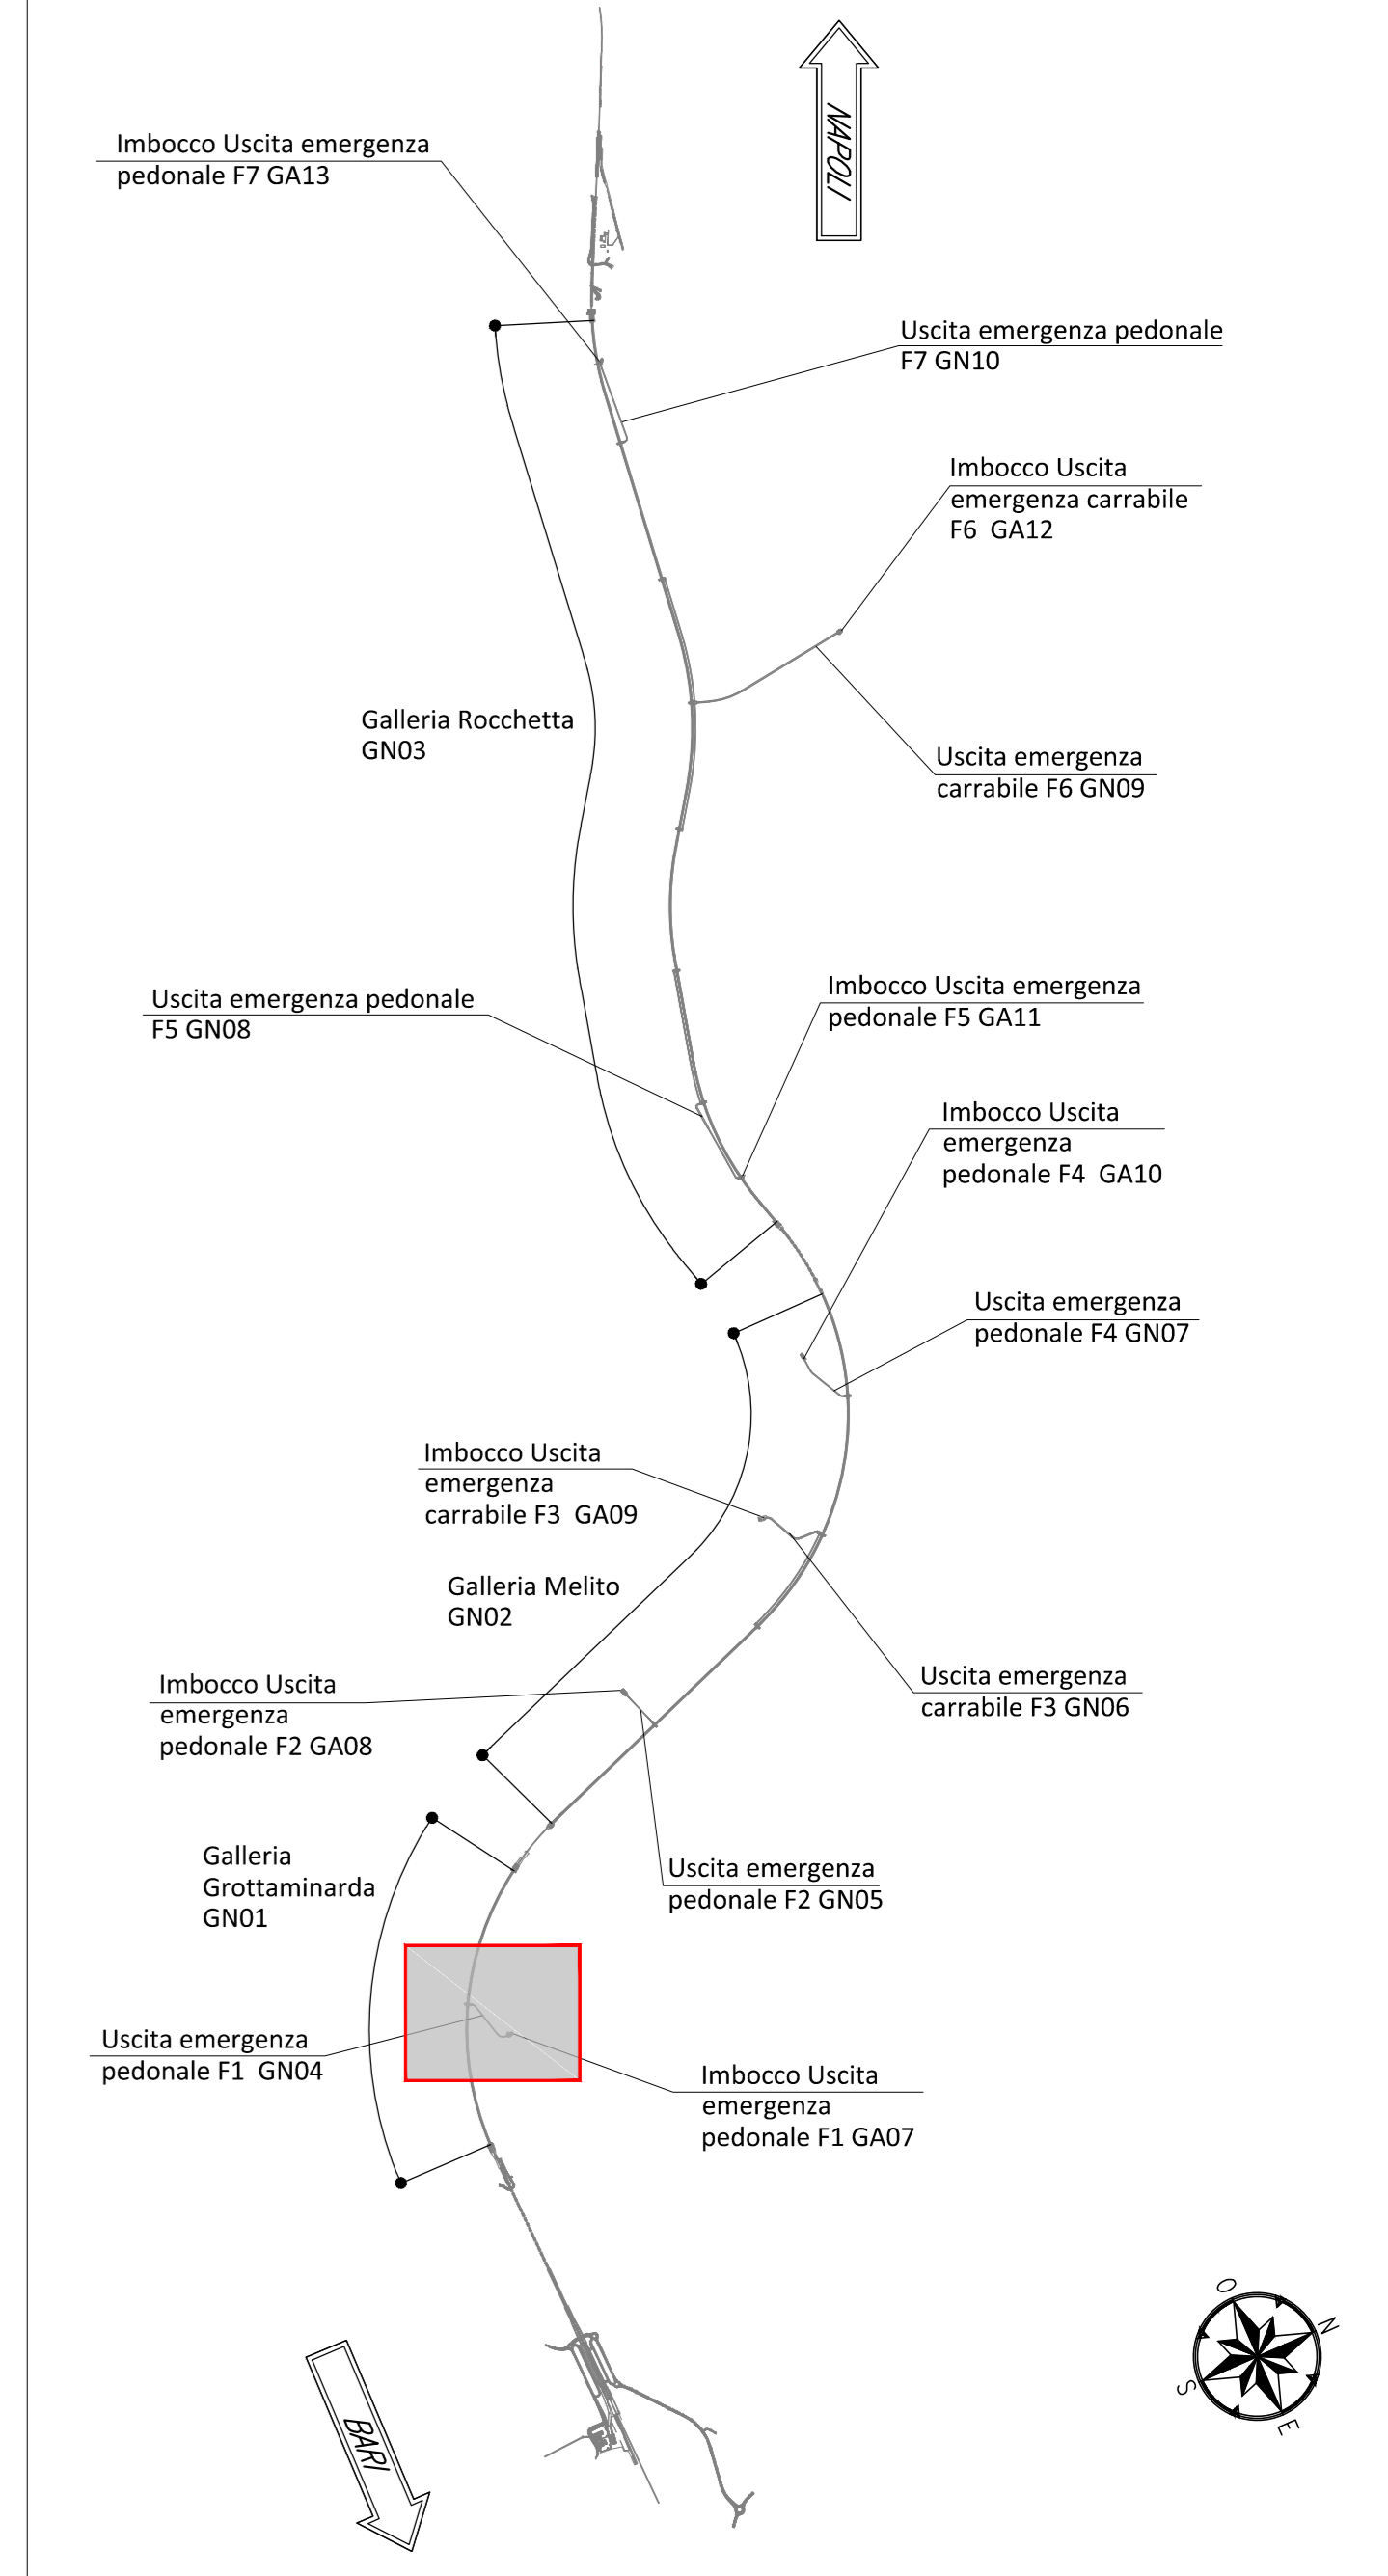 NAPOLI
Imbocco Uscita emergenza
pedonale F7 GA13
Uscita emergenza pedonale
F7 GN10
Imbocco Uscita
emergenza carrabile
F6 GA12
Galleria Rocchetta
GN03
Uscita emergenza
carrabile F6 GN09
Uscita emergenza pedonale
F5 GN08
Imbocco Uscita emergenza
pedonale F5 GA11
Imbocco Uscita
emergenza
pedonale F4 GA10
Uscita emergenza
pedonale F4 GN07
Imbocco Uscita
emergenza
carrabile F3 GA09
Galleria Melito
GN02
Uscita emergenza
carrabile F3 GN06
Imbocco Uscita
emergenza
pedonale F2 GA08
Galleria
Grottaminarda
GN01
Uscita emergenza
pedonale F2 GN05
Uscita emergenza
pedonale F1 GN04
Imbocco Uscita
emergenza
pedonale F1 GA07
O
N
S
E
BARI